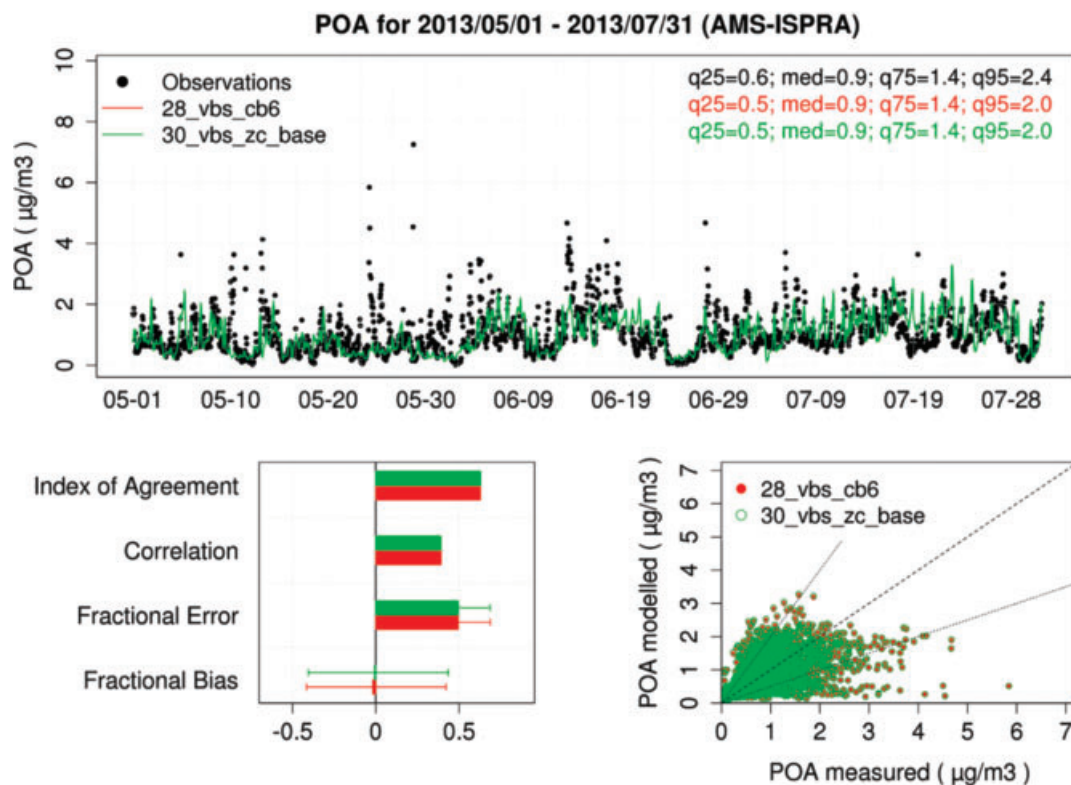 POA for 2013/05/01 - 2013/07/31 (AMS-ISPRA)
POA ( µg/m3 )
10
8
6
4
2
0
Observations
28_vbs_cb6
30_vbs_zc_base
q25=0.6; med=0.9; q75=1.4; q95=2.4
q25=0.5; med=0.9; q75=1.4; q95=2.0
q25=0.5; med=0.9; q75=1.4; q95=2.0
05-01 05-10 05-20 05-30 06-09 06-19 06-29 07-09 07-19 07-28
Index of Agreement
Correlation
Fractional Error
Fractional Bias
-0.5 0 0.5
POA modelled ( µg/m3 )
7
6
5
4
3
2
1
0
28_vbs_cb6
30_vbs_zc_base
0 1 2 3 4 5 6 7
POA measured ( µg/m3 )